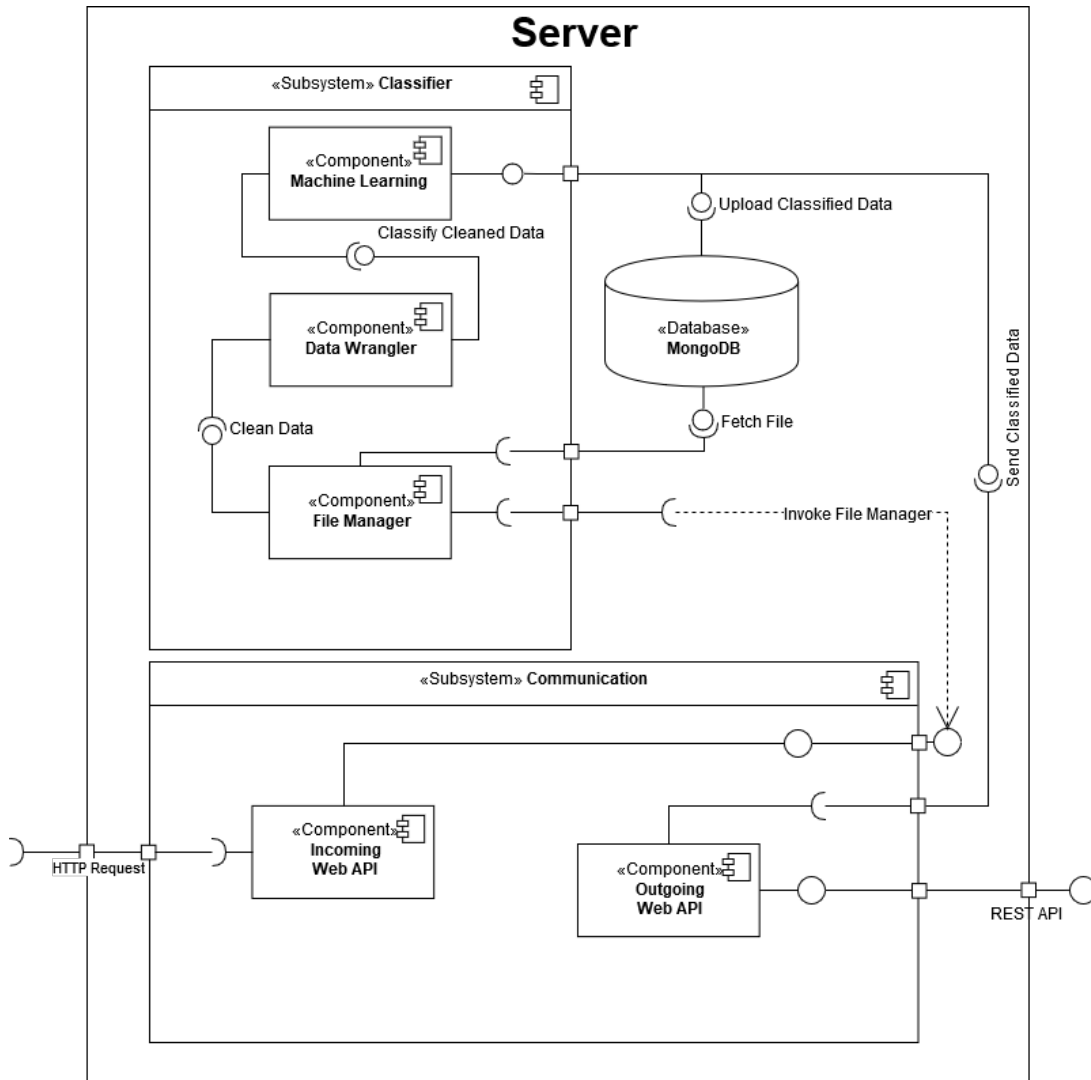 Server
«Subsystem» Classifier
«Component»
Machine Learning
Upload Classified Data
Classify Cleaned Data
«Component»
Data Wrangler
«Database»
MongoDB
Send Classified Data
Clean Data
Fetch File
«Component»
File Manager
Invoke File Manager
«Subsystem» Communication
«Component»
Incoming
Web API
HTTP Request
«Component»
Outgoing
Web API
REST API